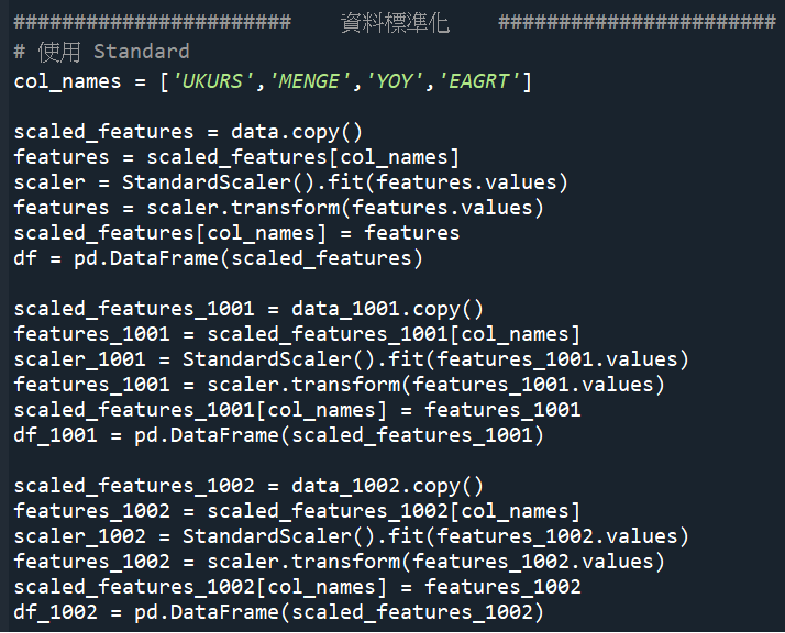 ####################### 資料標準化 #######################
# 使用 Standard
col_names = ['UKURS','MENGE','YOY','EAGRT']
scaled_features = data.copy()
features = scaled_features[col_names]
scaler = StandardScaler().fit(features.values)
features = scaler.transform(features.values)
scaled_features[col_names] = features
df = pd.DataFrame(scaled_features)
scaled_features_1001 = data_1001.copy()
features_1001 = scaled_features_1001[col_names]
scaler_1001 = StandardScaler().fit(features_1001.values)
features_1001 = scaler.transform(features_1001.values)
scaled_features_1001[col_names] = features_1001
df_1001 = pd.DataFrame(scaled_features_1001)
scaled_features_1002 = data_1002.copy()
features_1002 = scaled_features_1002[col_names]
scaler_1002 = StandardScaler().fit(features_1002.values)
features_1002 = scaler.transform(features_1002.values)
scaled_features_1002[col_names] = features_1002
df_1002 = pd.DataFrame(scaled_features_1002)